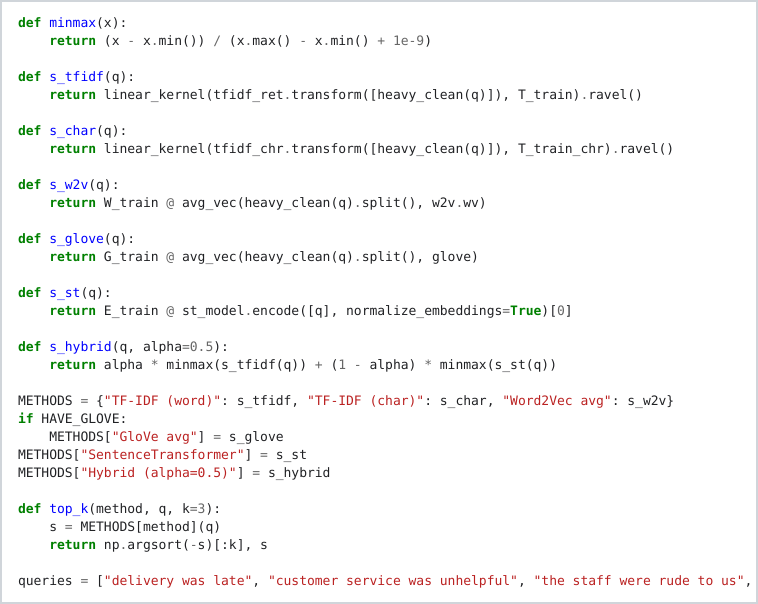 def minmax(x):
    return (x - x.min()) / (x.max() - x.min() + 1e-9)
def s_tfidf(q):
    return linear_kernel(tfidf_ret.transform([heavy_clean(q)]), T_train).ravel()
def s_char(q):
    return linear_kernel(tfidf_chr.transform([heavy_clean(q)]), T_train_chr).ravel()
def s_w2v(q):
    return W_train @ avg_vec(heavy_clean(q).split(), w2v.wv)
def s_glove(q):
    return G_train @ avg_vec(heavy_clean(q).split(), glove)
def s_st(q):
    return E_train @ st_model.encode([q], normalize_embeddings=True)[0]
def s_hybrid(q, alpha=0.5):
    return alpha * minmax(s_tfidf(q)) + (1 - alpha) * minmax(s_st(q))
METHODS = {"TF-IDF (word)": s_tfidf, "TF-IDF (char)": s_char, "Word2Vec avg": s_w2v}
if HAVE_GLOVE:
    METHODS["GloVe avg"] = s_glove
METHODS["SentenceTransformer"] = s_st
METHODS["Hybrid (alpha=0.5)"] = s_hybrid
def top_k(method, q, k=3):
    s = METHODS[method](q)
    return np.argsort(-s)[:k], s
queries = ["delivery was late", "customer service was unhelpful", "the staff were rude to us",